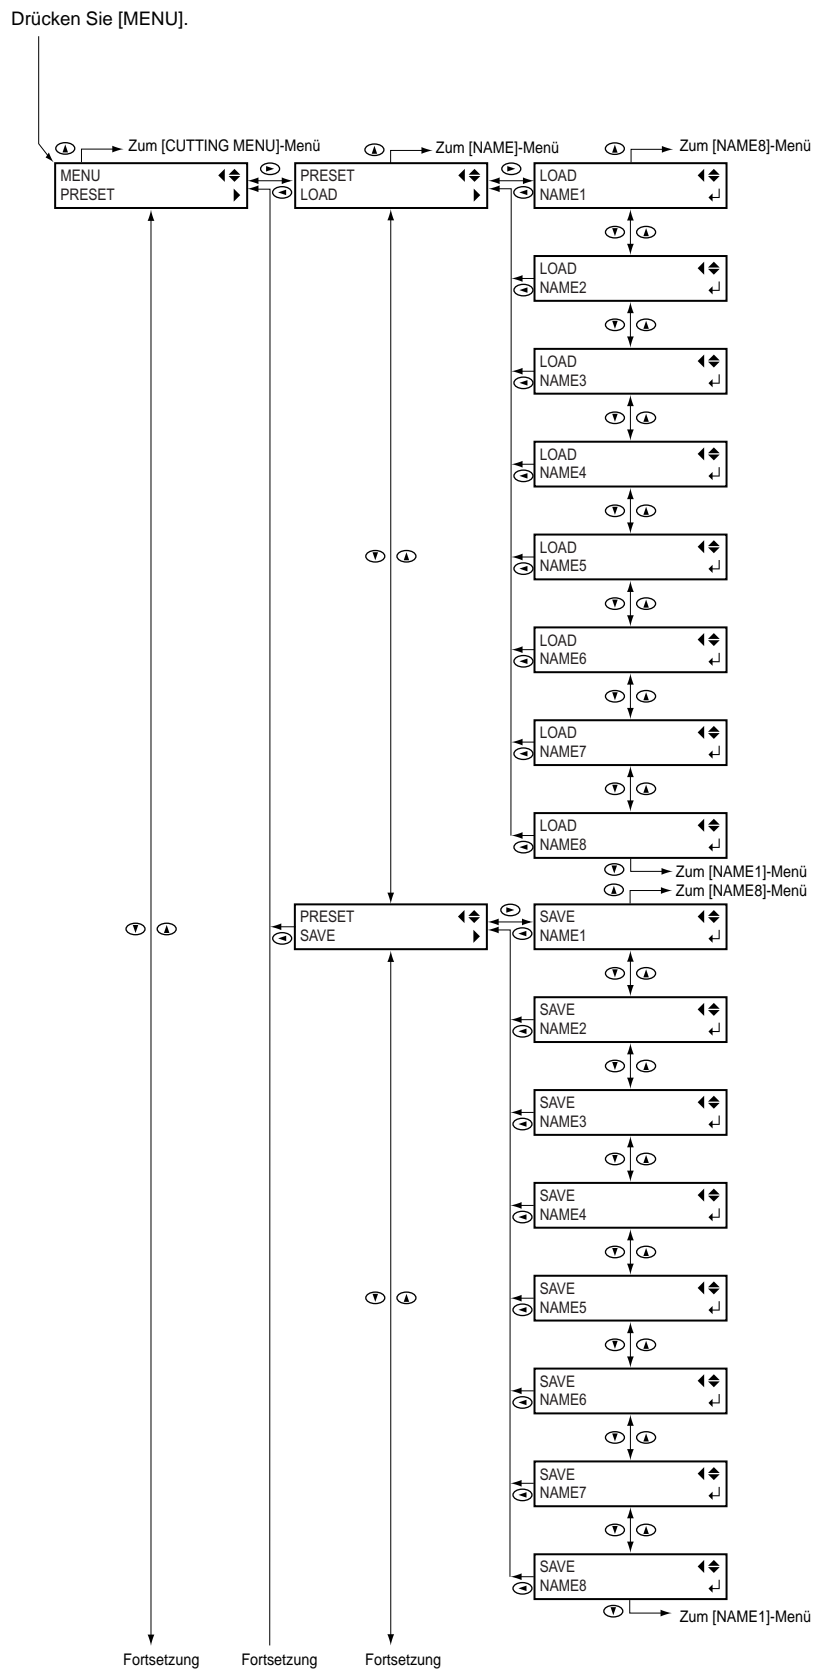 Drücken Sie [MENU].
Zum [CUTTING MENU]-Menü
Zum [NAME]-Menü
Zum [NAME8]-Menü
MENU
PRESET
PRESET
LOAD
LOAD
NAME1
LOAD
NAME2
LOAD
NAME3
LOAD
NAME4
LOAD
NAME5
LOAD
NAME6
LOAD
NAME7
LOAD
NAME8
Zum [NAME1]-Menü
Zum [NAME8]-Menü
PRESET
SAVE
SAVE
NAME1
SAVE
NAME2
SAVE
NAME3
SAVE
NAME4
SAVE
NAME5
SAVE
NAME6
SAVE
NAME7
SAVE
NAME8
Zum [NAME1]-Menü
Fortsetzung
Fortsetzung
Fortsetzung